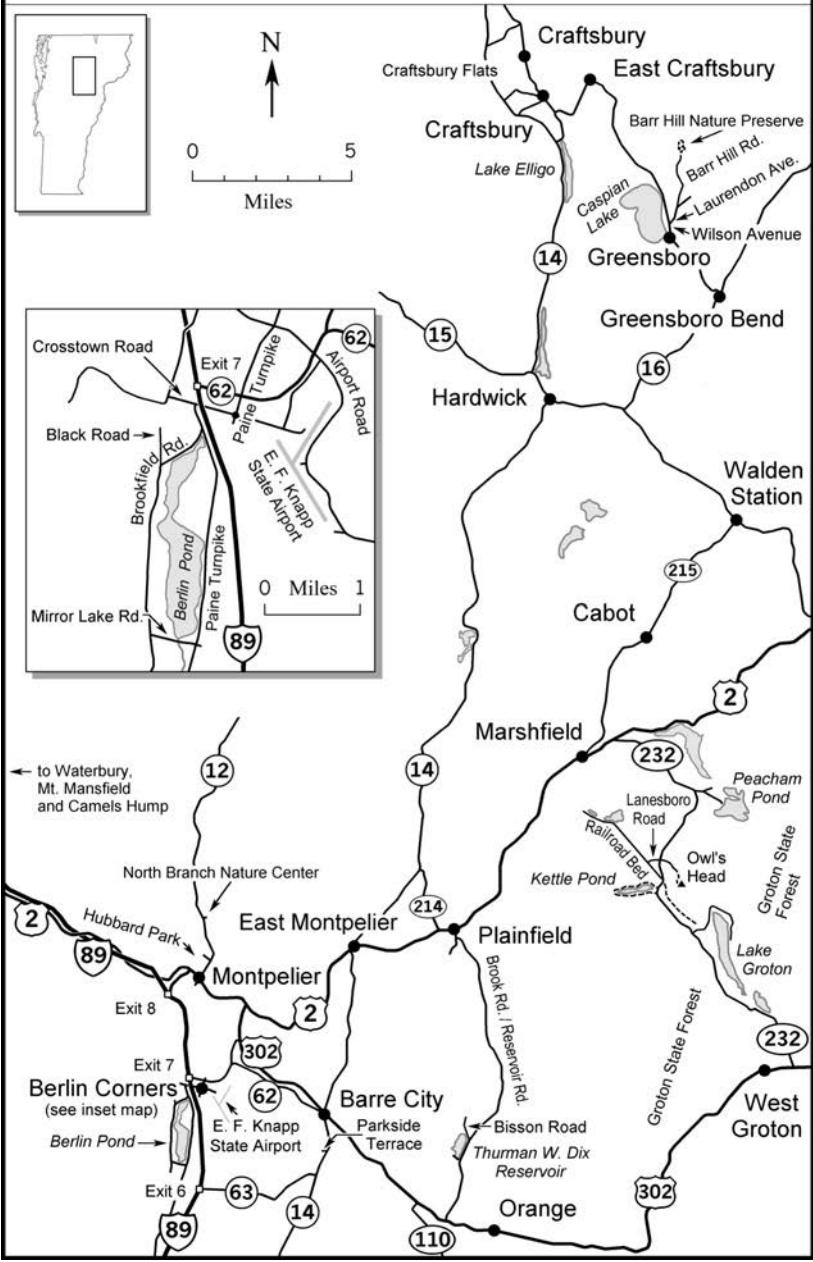 N
0
5
Miles
Craftsbury
Craftsbury Flats
East Craftsbury
Craftsbury
Lake Elligo
Barr Hill Nature Preserve
Barr Hill Rd.
Laurendon Ave.
Caspian
Lake
Wilson Avenue
Greensboro
14
Greensboro Bend
15
16
Hardwick
Crosstown Road
Exit 7
62
62
Paine Turnpike
Airport Road
Black Road
Brookfield Rd.
E. F. Knapp
State Airport
Berlin Pond
Paine Turnpike
0 Miles 1
Mirror Lake Rd.
89
Walden
Station
215
Cabot
2
Marshfield
232
12
14
to Waterbury,
Mt. Mansfield
and Camels Hump
Peacham
Pond
Lanesboro
Road
Railroad Bed
Owl's
Head
Kettle Pond
Groton State
Forest
North Branch Nature Center
214
East Montpelier
Plainfield
2
Hubbard Park
89
Montpelier
Lake
Groton
Exit 8
2
Brook Rd. / Reservoir Rd.
Groton State Forest
232
302
Exit 7
Berlin Corners
(see inset map)
62
E. F. Knapp
State Airport
Barre City
West
Groton
Parkside
Terrace
Bisson Road
Berlin Pond
Thurman W. Dix
Reservoir
Exit 6
63
14
302
Orange
89
110